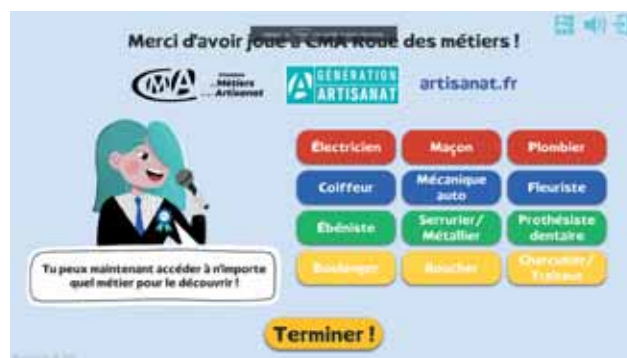 Merci d'avoir joué à CMA Roue des métiers !
CMA
Métiers
Artisanat
GÉNÉRATION
ARTISANAT
artisanat.fr
Électricien
Maçon
Plombier
Coiffeur
Mécanique
auto
Fleuriste
Ébéniste
Serrurier/
Métallier
Prothésiste
dentaire
Boulanger
Boucher
Charcutier/
Traiteur
Tu peux maintenant accéder à n'importe
quel métier pour le découvrir !
Terminer !